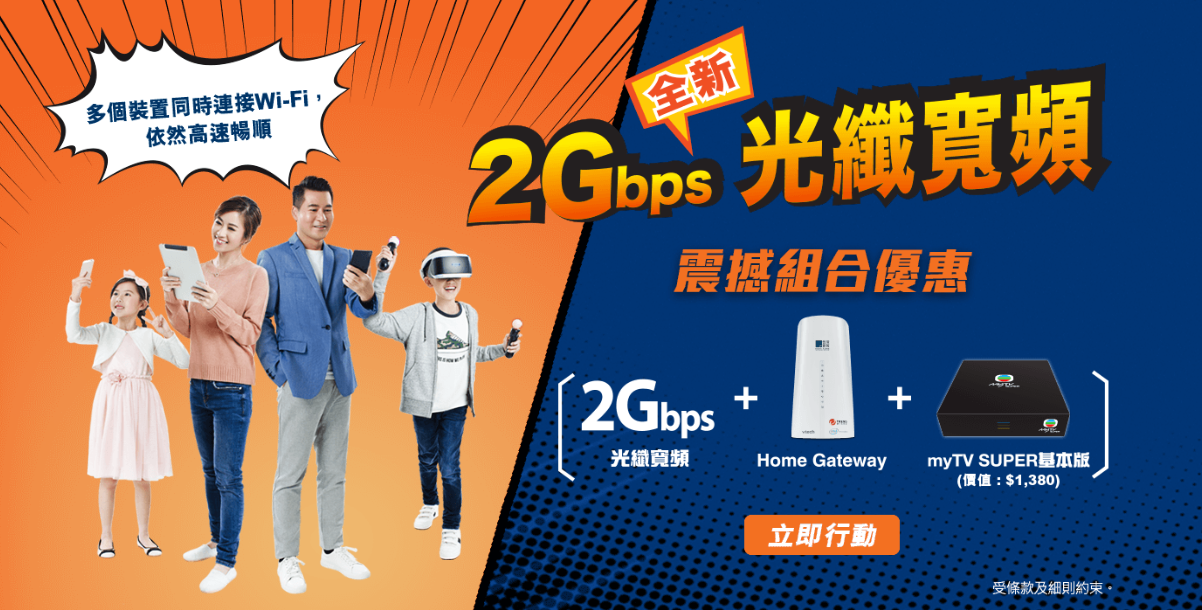 多個裝置同時連接Wi-Fi，
依然高速暢順
全新
2Gbps 光纖寬頻
震撼組合優惠
2Gbps
光纖寬頻
+
Home Gateway
+
myTV SUPER基本版
(價值：$1,380)
立即行動
受條款及細則約束。